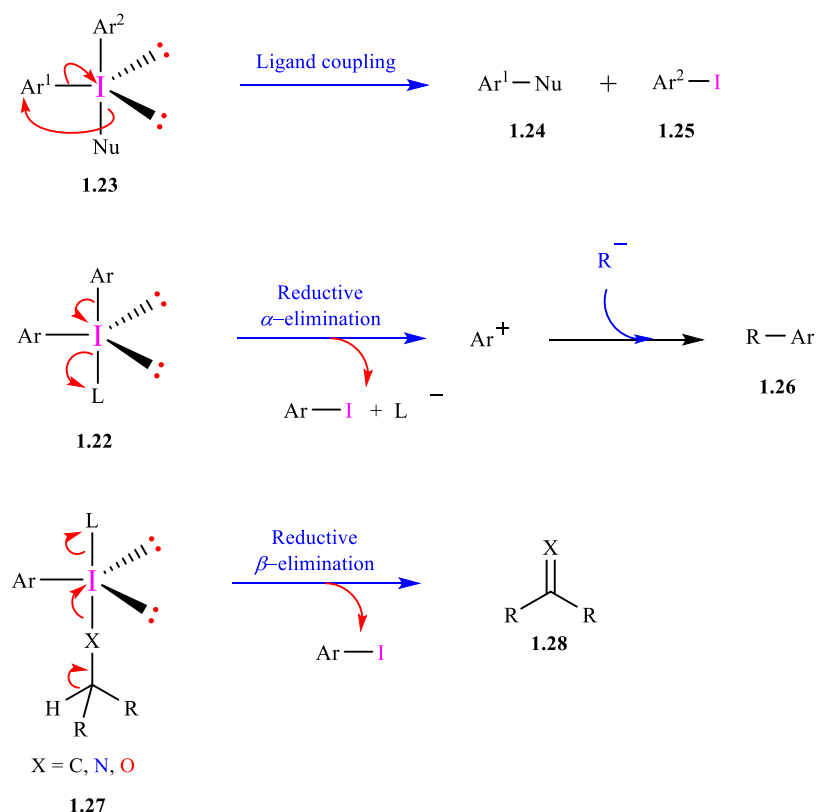 Ar²
Ar¹ I
Nu
1.23
Ligand coupling
Ar¹ Nu + Ar² I
1.24 1.25
Ar
Ar I
L
1.22
Reductive
α−elimination
Ar I + L −
Ar +
R −
R Ar
1.26
L
Ar I
X
H R
R
X = C, N, O
1.27
Reductive
β−elimination
Ar I
X
R R
1.28